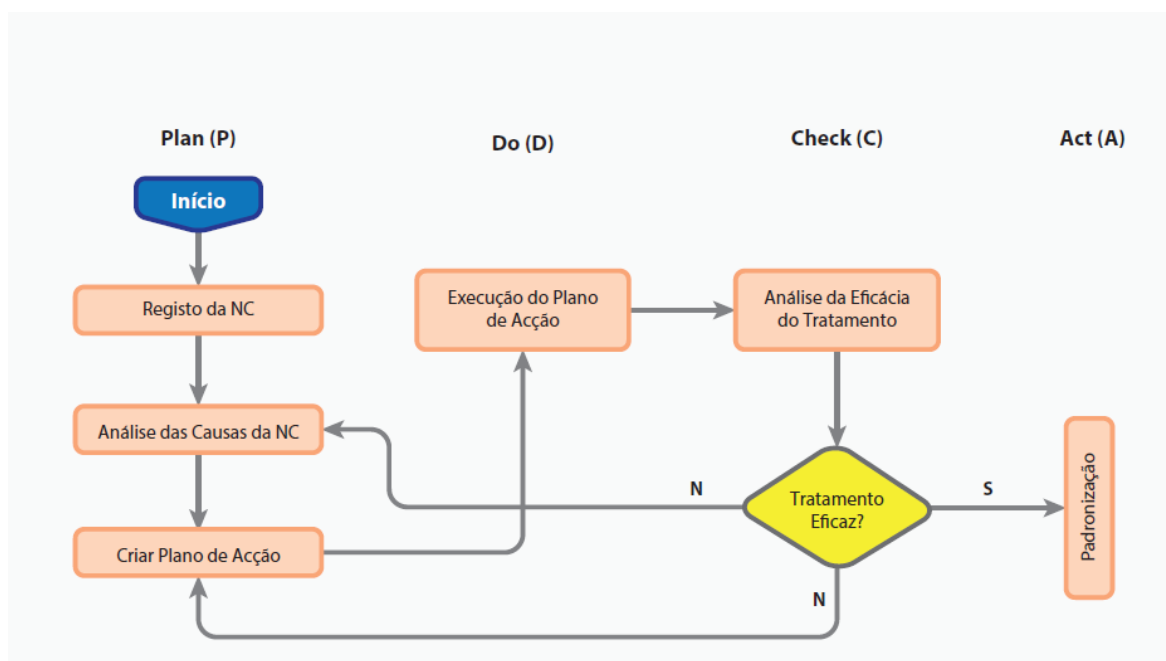 Plan (P)
Do (D)
Check (C)
Act (A)
Início
Registo da NC
Execução do Plano
de Acção
Análise da Eficácia
do Tratamento
Análise das Causas da NC
N
Tratamento
Eficaz?
S
Padronização
Criar Plano de Acção
N